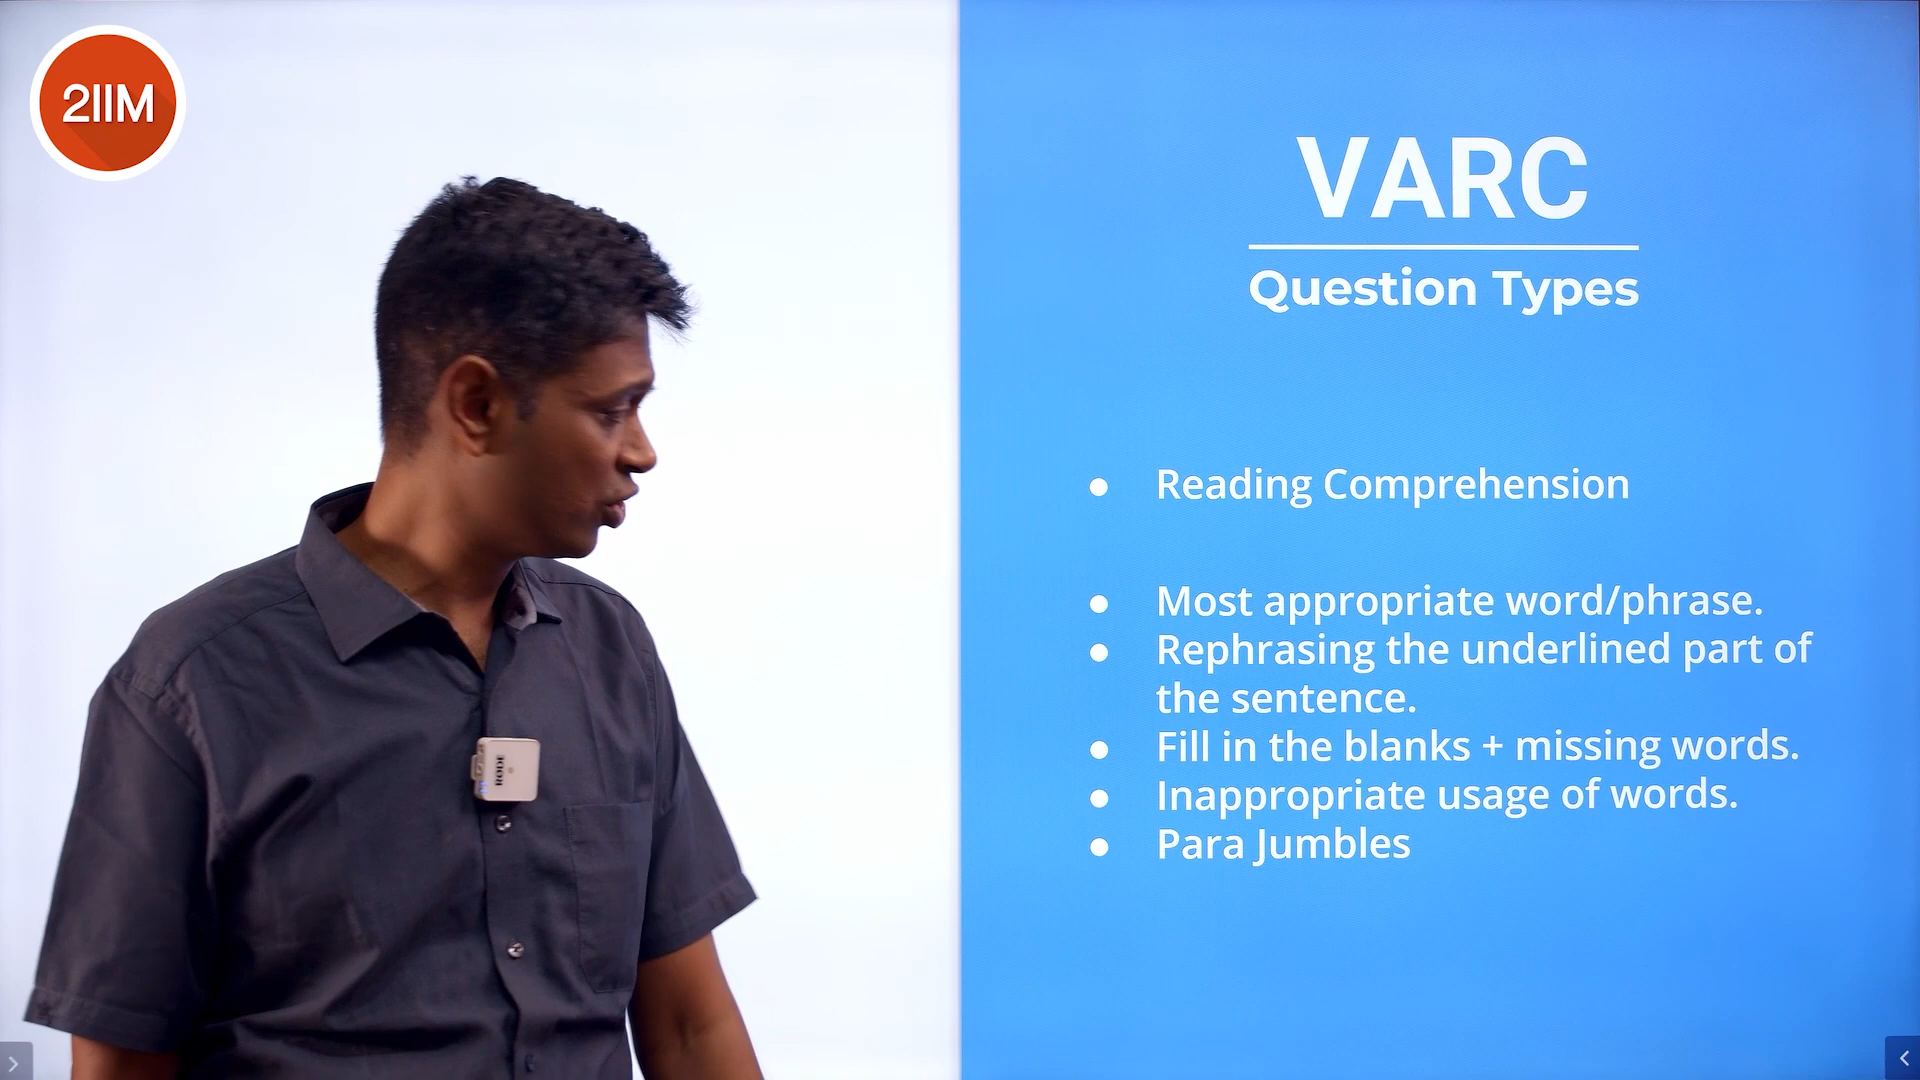 2IIM
VARC
Question Types
● Reading Comprehension
● Most appropriate word/phrase.
● Rephrasing the underlined part of
the sentence.
● Fill in the blanks + missing words.
● Inappropriate usage of words.
● Para Jumbles
RØDE